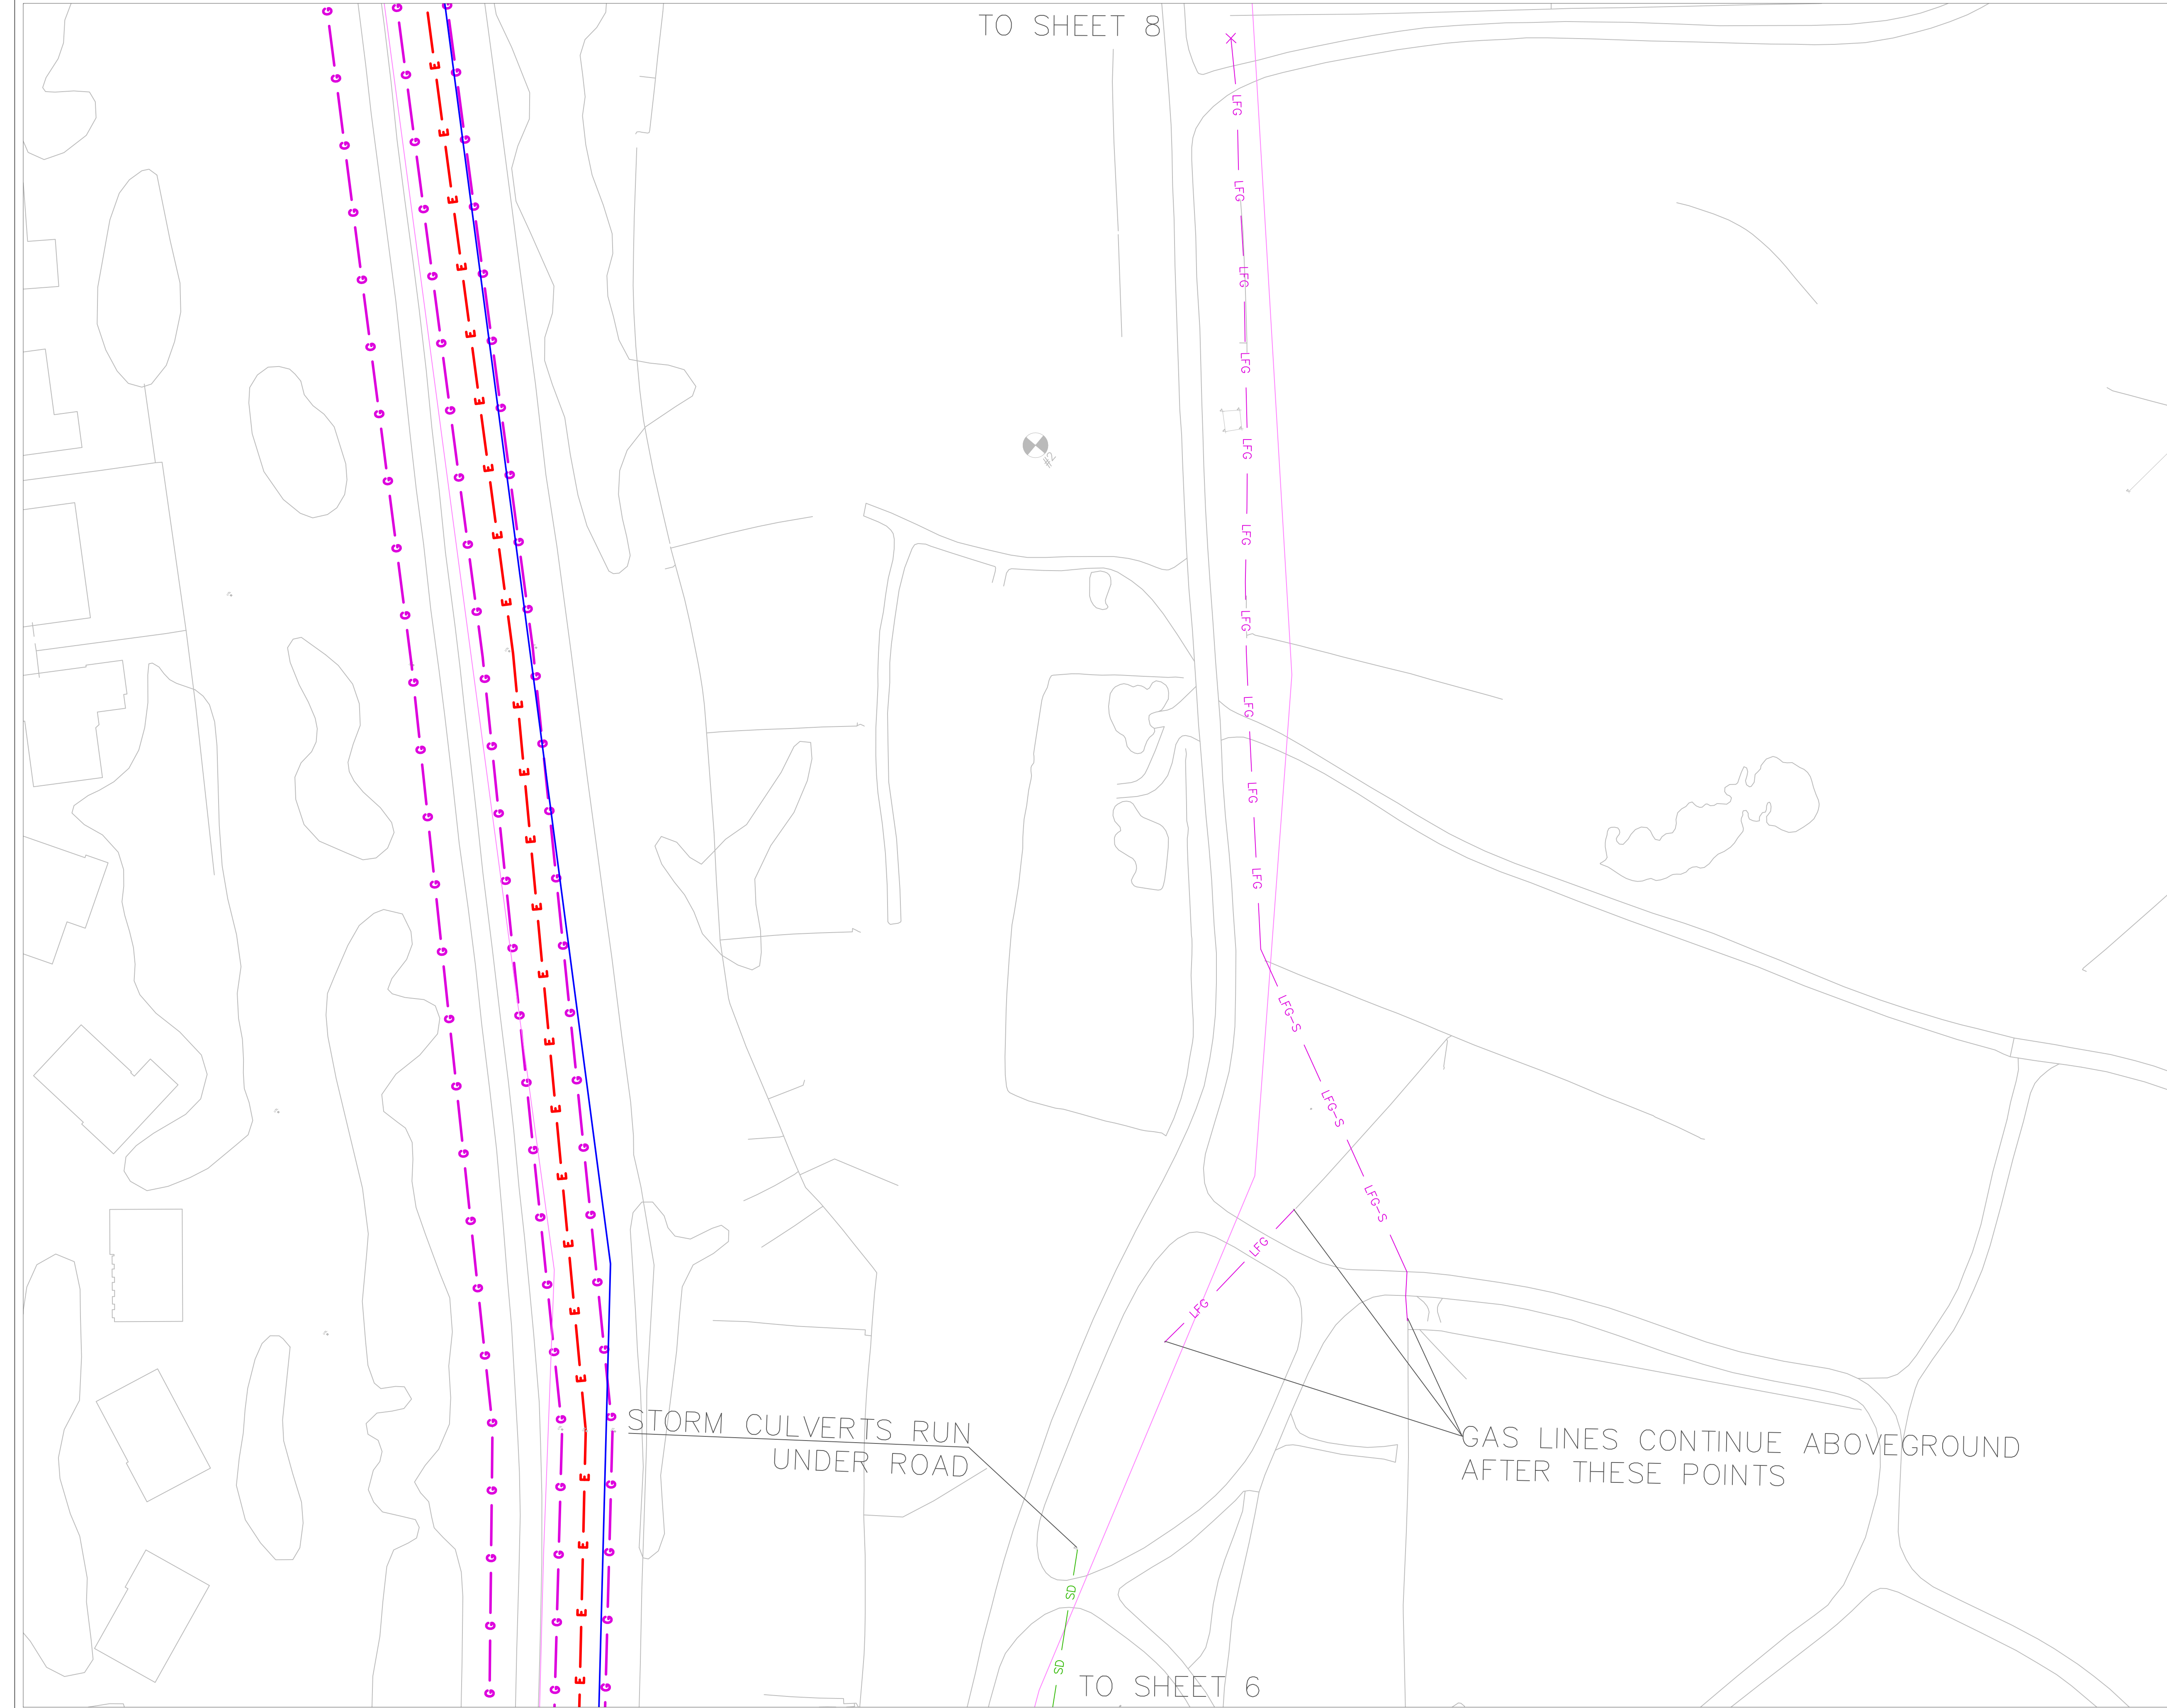 TO SHEET 8
LFG
LFG
LFG
LFG
LFG
LFG
LFG
LFG
LFG
LFG
LFG-S
LFG-S
LFG-S
LFG
LFG
#2
STORM CULVERTS RUN
UNDER ROAD
GAS LINES CONTINUE ABOVEGROUND
AFTER THESE POINTS
SD
SD
TO SHEET 6